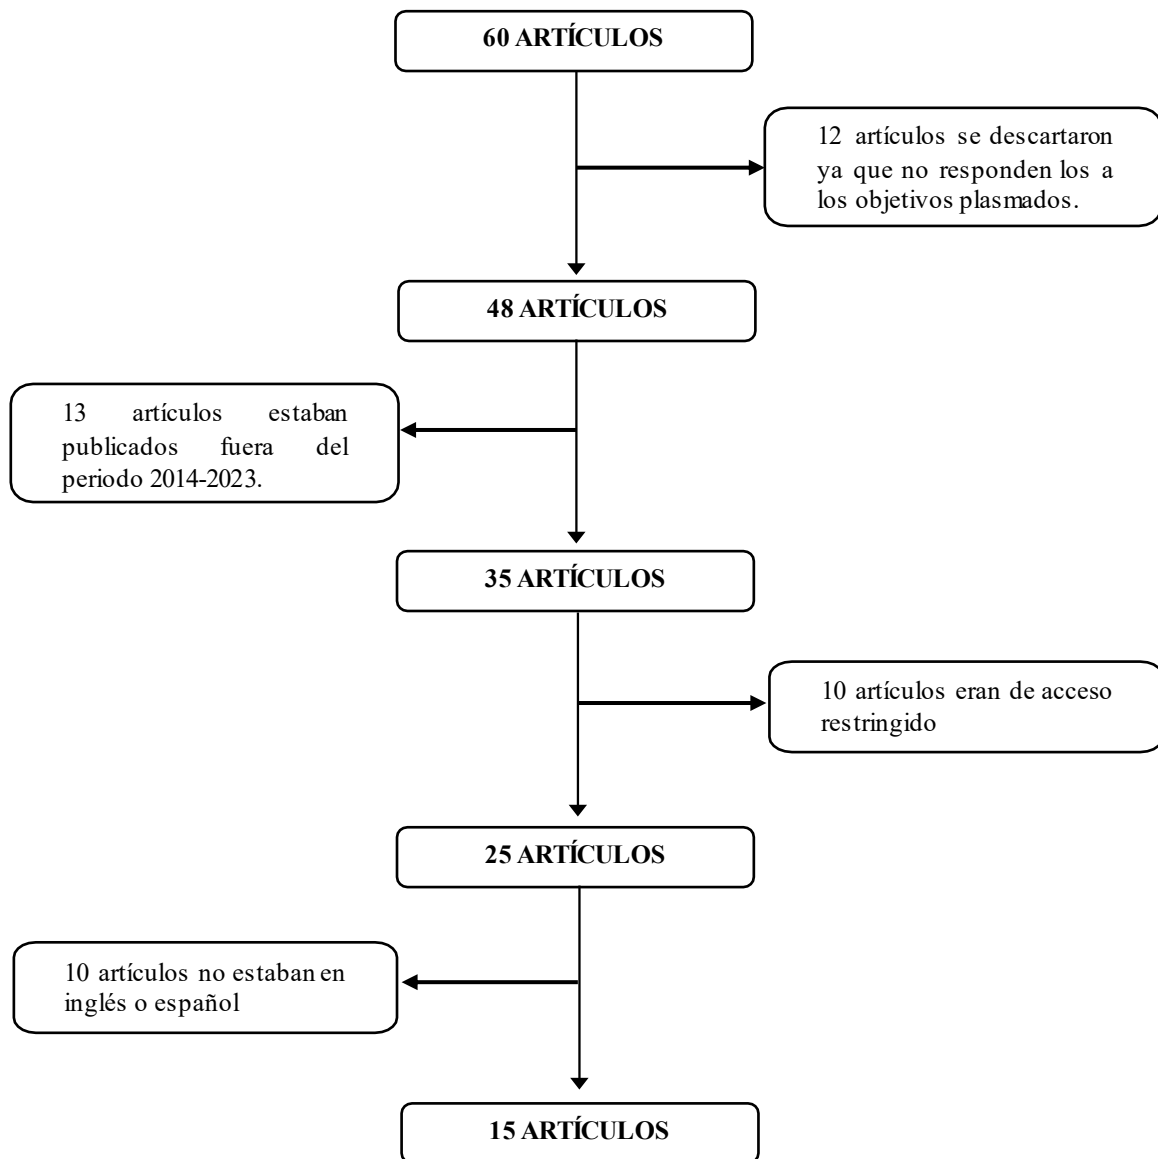 60 ARTÍCULOS
12 artículos se descartaron
ya que no responden los a
los objetivos plasmados.
48 ARTÍCULOS
13 artículos estaban
publicados fuera del
periodo 2014-2023.
35 ARTÍCULOS
10 artículos eran de acceso
restringido
25 ARTÍCULOS
10 artículos no estaban en
inglés o español
15 ARTÍCULOS